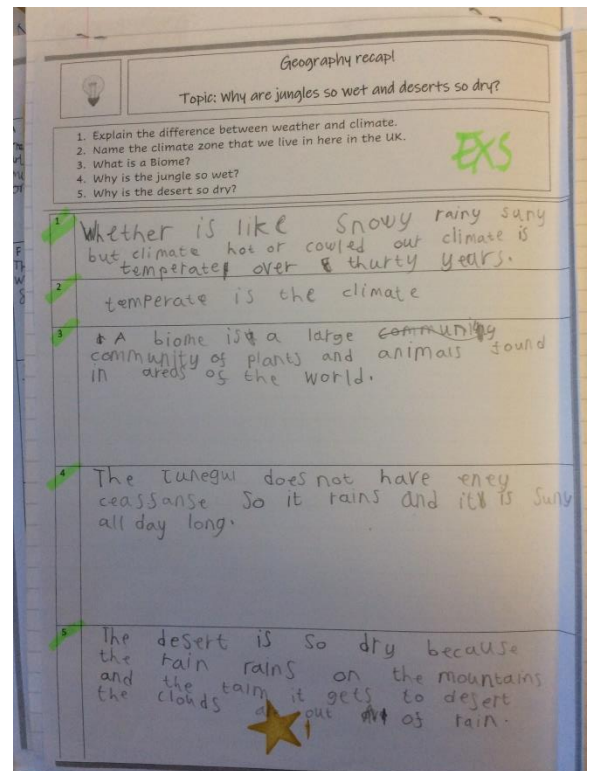 Geography recap!
Topic: Why are jungles so wet and deserts so dry?
1. Explain the difference between weather and climate.
2. Name the climate zone that we live in here in the UK.
3. What is a Biome?
4. Why is the jungle so wet?
5. Why is the desert so dry?
EXS
1
Whether is like Snowy rainy suny
but climate hot or cowled out climate is
temperate over thurty years.
2
temperate is the climate
3
A biome is a large communiy
community of plants and animals found
in areas of the world.
4
The Tunegul does not have eney
ceassanse So it rains and it is Suny
all day long.
5
The desert is so dry because
the rain rains on the mountains
and the taim it gets to desert
the clouds out of rain.